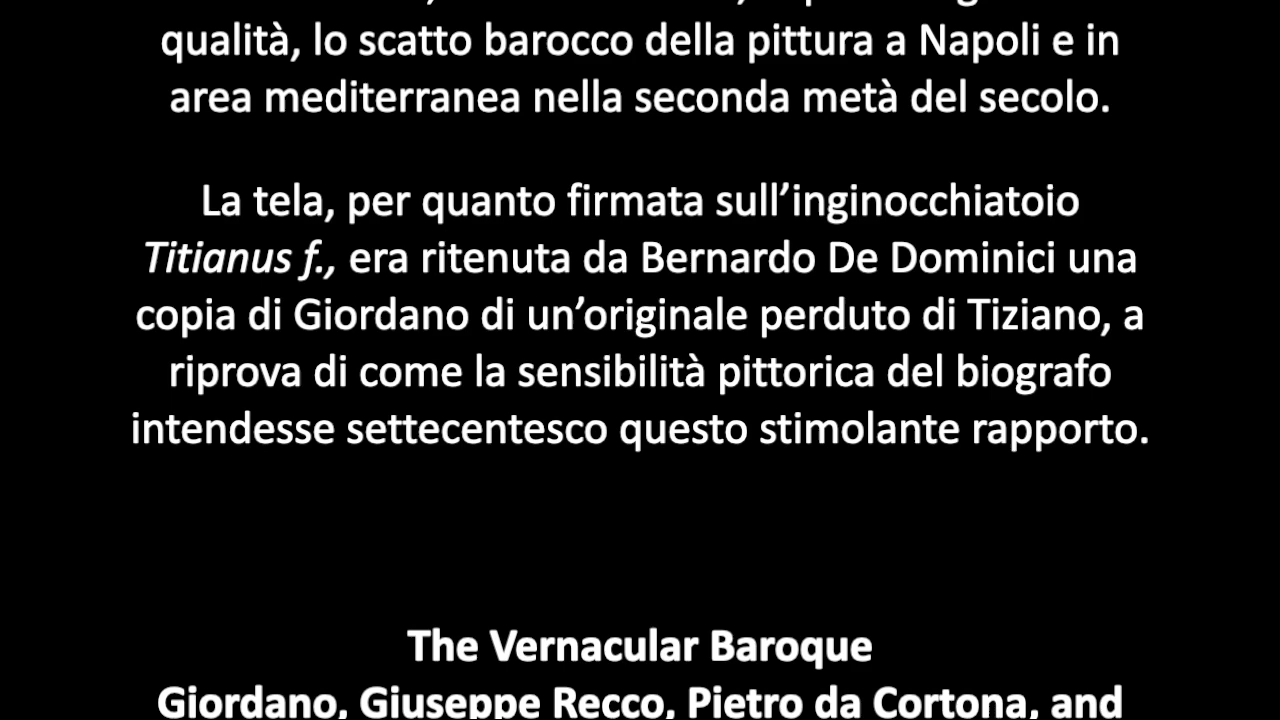 qualità, lo scatto barocco della pittura a Napoli e in
area mediterranea nella seconda metà del secolo.
La tela, per quanto firmata sull’inginocchiatoio
Titianus f., era ritenuta da Bernardo De Dominici una
copia di Giordano di un’originale perduto di Tiziano, a
riprova di come la sensibilità pittorica del biografo
intendesse settecentesco questo stimolante rapporto.
The Vernacular Baroque
Giordano, Giuseppe Recco, Pietro da Cortona, and